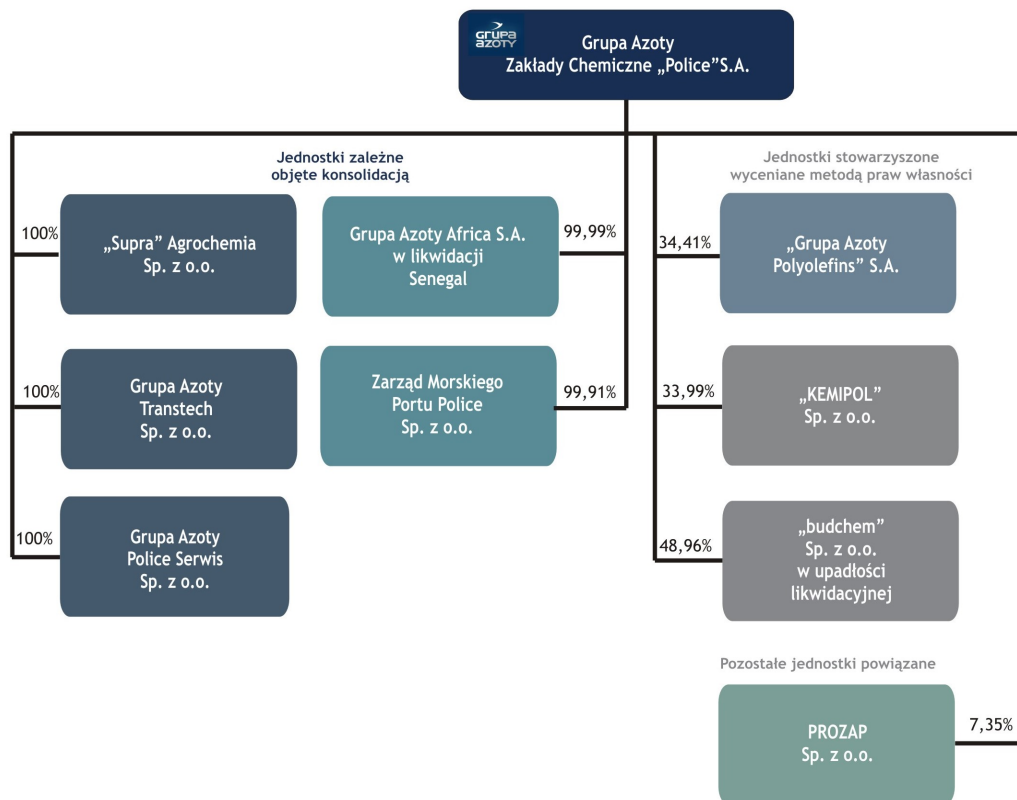 GRUPA
AZOTY
Grupa Azoty
Zakłady Chemiczne „Police”S.A.
Jednostki zależne
objęte konsolidacją
Jednostki stowarzyszone
wyceniane metodą praw własności
100%
„Supra” Agrochemia
Sp. z o.o.
Grupa Azoty Africa S.A.
w likwidacji
Senegal
99,99%
34,41%
„Grupa Azoty
Polyolefins” S.A.
100%
Grupa Azoty
Transtech
Sp. z o.o.
Zarząd Morskiego
Portu Police
Sp. z o.o.
99,91%
33,99%
„KEMIPOL”
Sp. z o.o.
100%
Grupa Azoty
Police Serwis
Sp. z o.o.
48,96%
„budchem”
Sp. z o.o.
w upadłości
likwidacyjnej
Pozostałe jednostki powiązane
PROZAP
Sp. z o.o.
7,35%